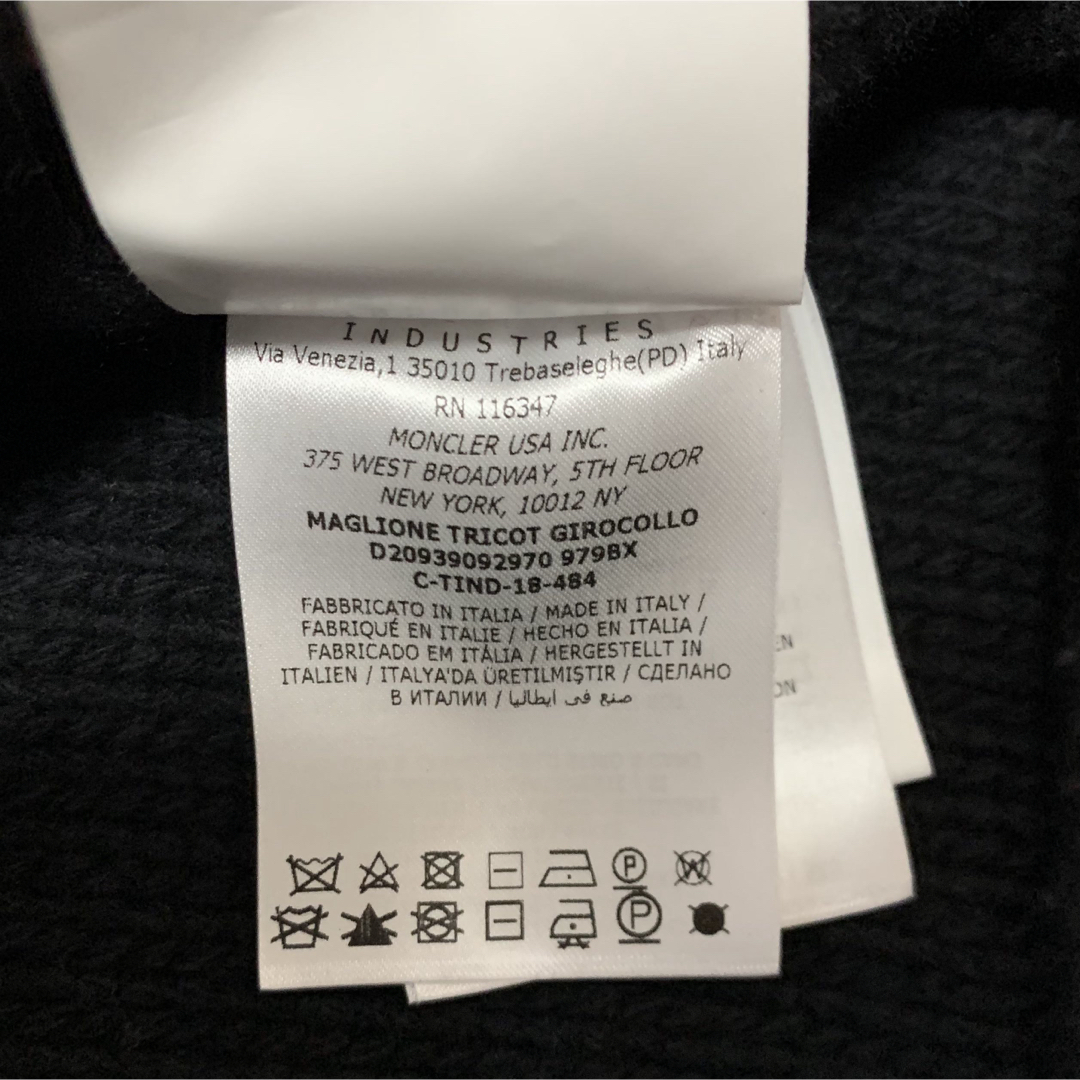 INDUSTRIES
Via Venezia,1 35010 Trebaseleghe(PD) Italy
RN 116347
MONCLER USA INC.
375 WEST BROADWAY, 5TH FLOOR
NEW YORK, 10012 NY
MAGLIONE TRICOT GIROCOLLO
D20939092970 979BX
C-TIND-18-484
FABBRICATO IN ITALIA / MADE IN ITALY /
FABRIQUÉ EN ITALIE / HECHO EN ITALIA /
FABRICADO EM ITÁLIA / HERGESTELLT IN
ITALIEN / ITALYA'DA ÜRETILMIŞTIR / СДЕЛАНО
В ИТАЛИИ / صنع في ايطاليا
P W
P
EN
ON